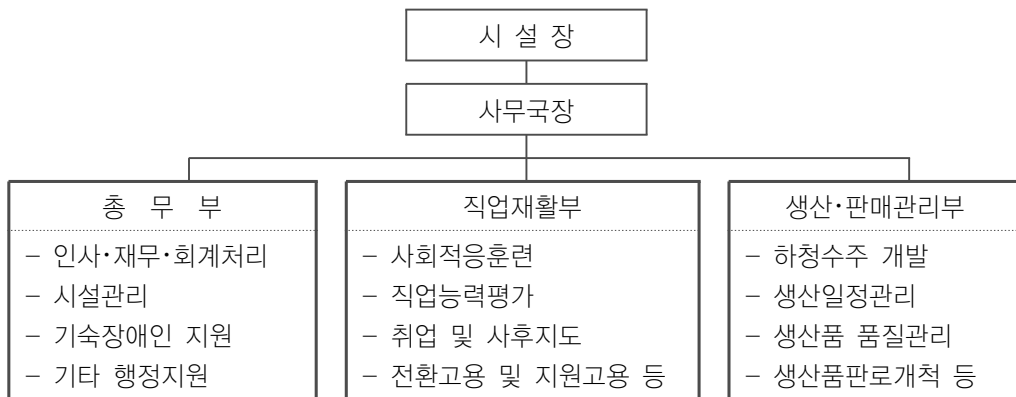 시 설 장
사무국장
총 무 부
- 인사·재무·회계처리
- 시설관리
- 기숙장애인 지원
- 기타 행정지원
직업재활부
- 사회적응훈련
- 직업능력평가
- 취업 및 사후지도
- 전환고용 및 지원고용 등
생산·판매관리부
- 하청수주 개발
- 생산일정관리
- 생산품 품질관리
- 생산품판로개척 등